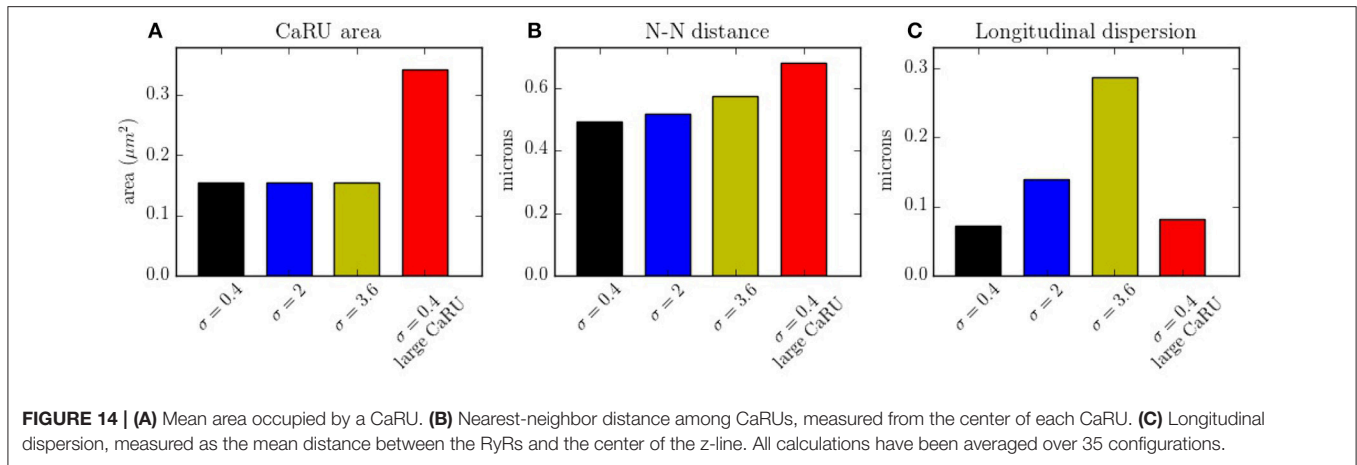 A
CaRU area
area (μm²)
0.3
0.2
0.1
0.0
σ = 0.4
σ = 2
σ = 3.6
σ = 0.4
large CaRU
B
N-N distance
microns
0.6
0.4
0.2
0.0
σ = 0.4
σ = 2
σ = 3.6
σ = 0.4
large CaRU
C
Longitudinal dispersion
microns
0.3
0.2
0.1
0.0
σ = 0.4
σ = 2
σ = 3.6
σ = 0.4
large CaRU
FIGURE 14 | (A) Mean area occupied by a CaRU. (B) Nearest-neighbor distance among CaRUs, measured from the center of each CaRU. (C) Longitudinal
dispersion, measured as the mean distance between the RyRs and the center of the z-line. All calculations have been averaged over 35 configurations.